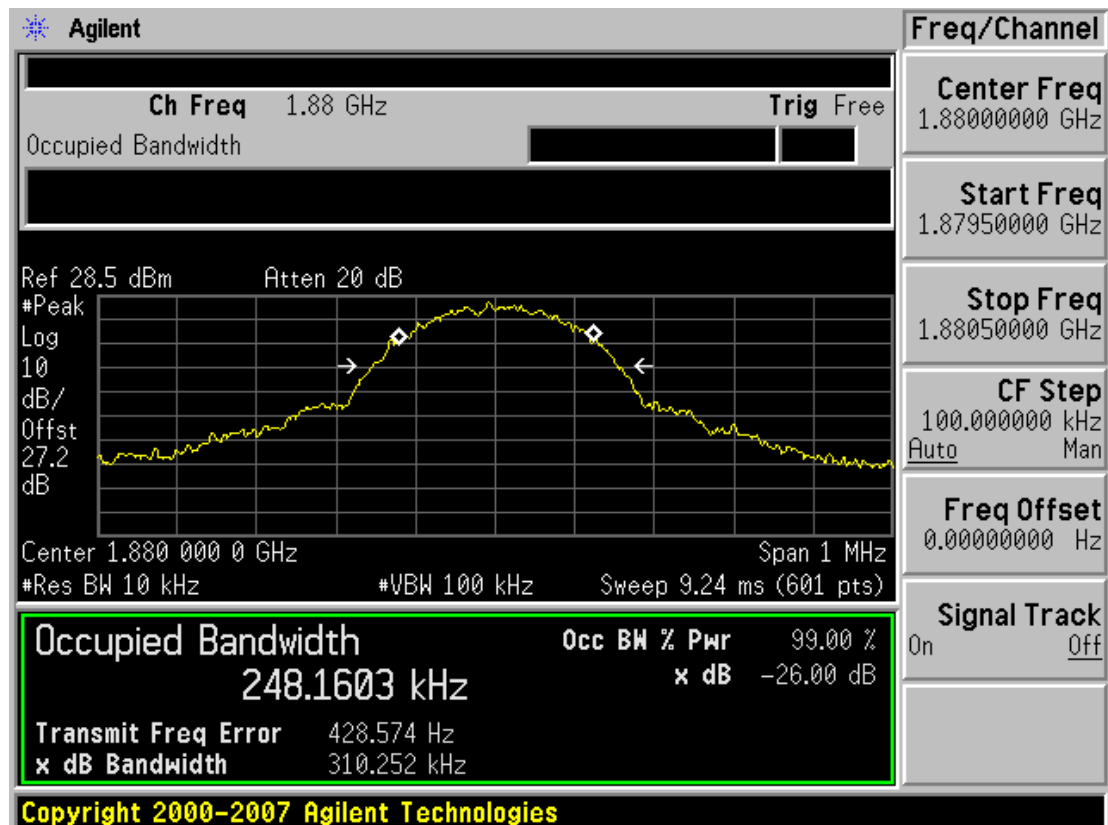 Agilent
Freq/Channel
Ch Freq 1.88 GHz Trig Free
Occupied Bandwidth
Center Freq
1.88000000 GHz
Start Freq
1.87950000 GHz
Stop Freq
1.88050000 GHz
CF Step
100.000000 kHz
Auto Man
Freq Offset
0.00000000 Hz
Signal Track
On Off
Ref 28.5 dBm Atten 20 dB
#Peak
Log
10
dB/
Offst
27.2
dB
Center 1.880 000 0 GHz Span 1 MHz
#Res BW 10 kHz #VBW 100 kHz Sweep 9.24 ms (601 pts)
Occupied Bandwidth Occ BW % Pwr 99.00 %
248.1603 kHz x dB -26.00 dB
Transmit Freq Error 428.574 Hz
x dB Bandwidth 310.252 kHz
Copyright 2000-2007 Agilent Technologies